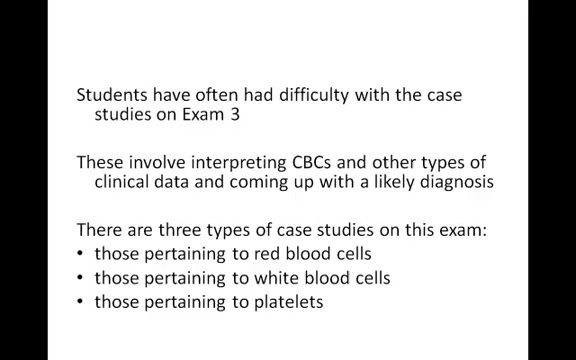 Students have often had difficulty with the case
studies on Exam 3
These involve interpreting CBCs and other types of
clinical data and coming up with a likely diagnosis
There are three types of case studies on this exam:
• those pertaining to red blood cells
• those pertaining to white blood cells
• those pertaining to platelets